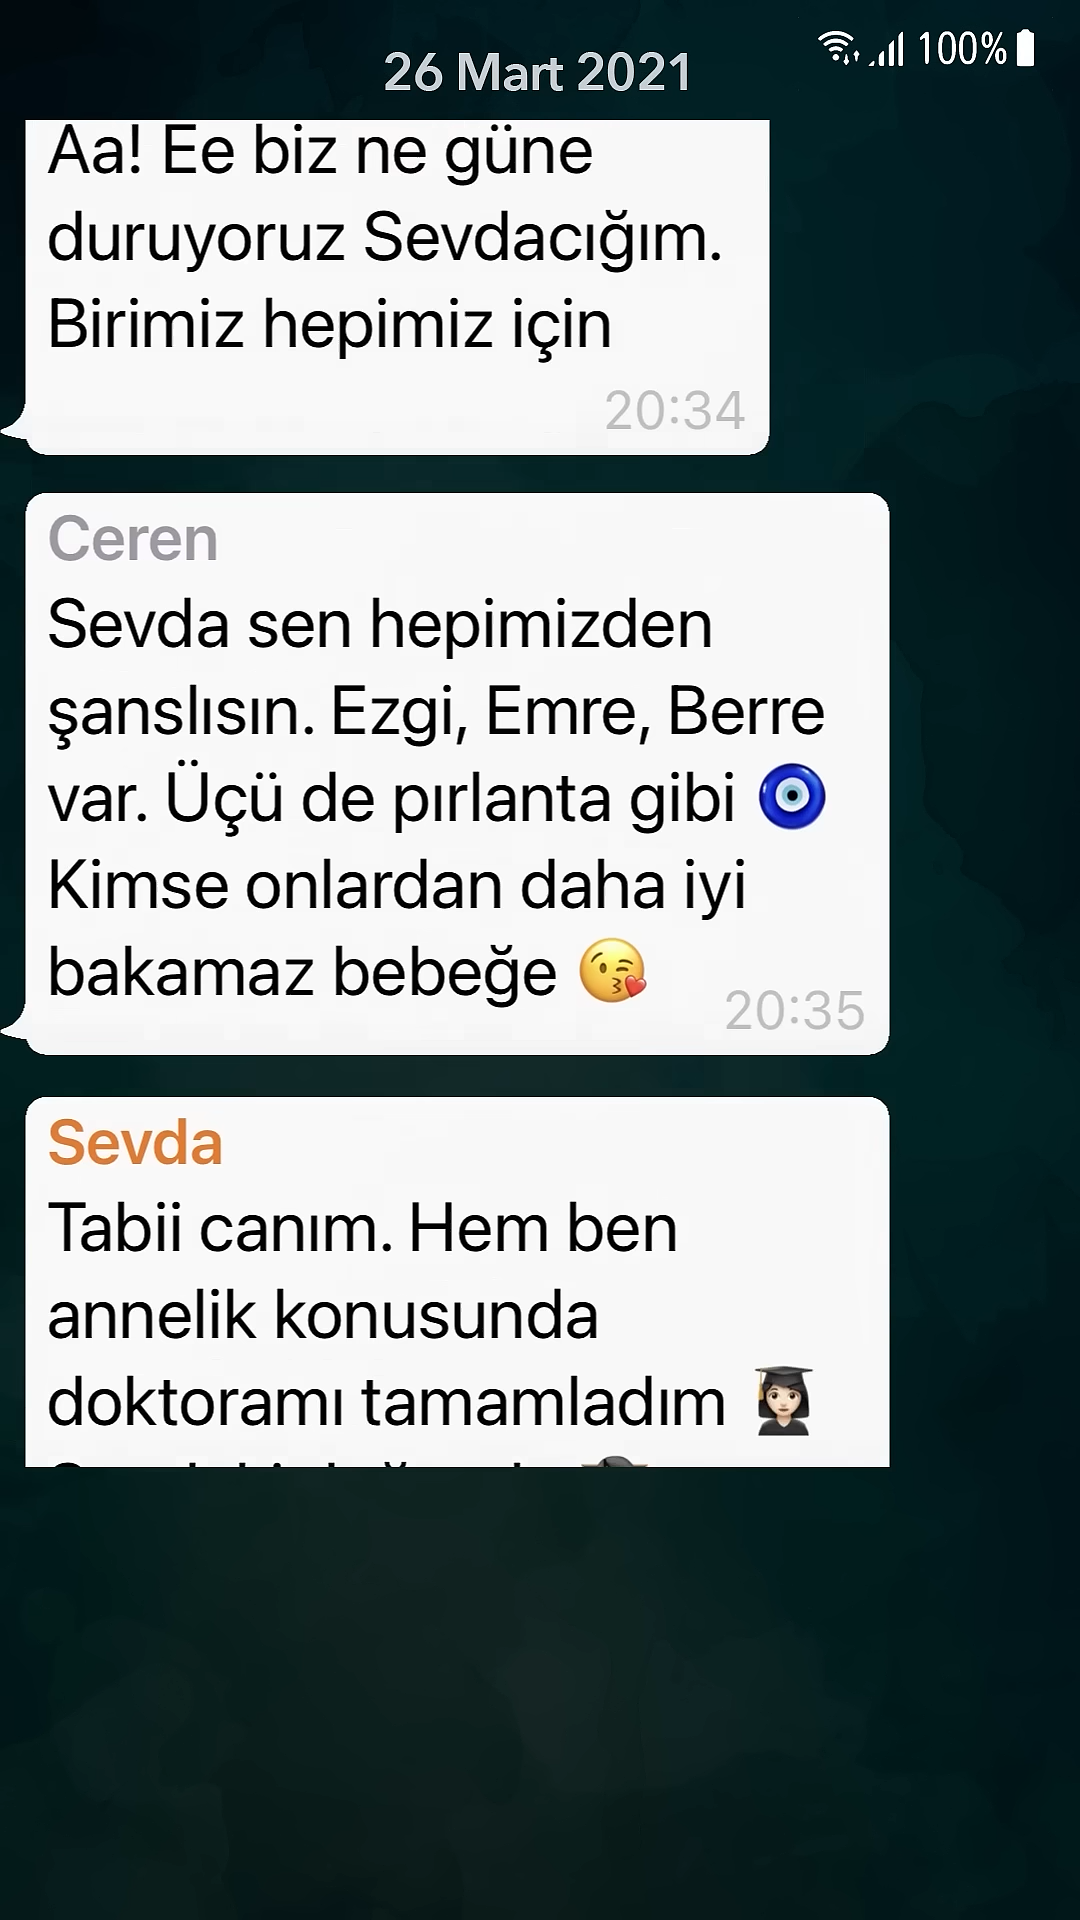 100%
26 Mart 2021
Aa! Ee biz ne güne
duruyoruz Sevdacığım.
Birimiz hepimiz için
20:34
Ceren
Sevda sen hepimizden
şanslısın. Ezgi, Emre, Berre
var. Üçü de pırlanta gibi 🧿
Kimse onlardan daha iyi
bakamaz bebeğe 😘
20:35
Sevda
Tabii canım. Hem ben
annelik konusunda
doktoramı tamamladım 👩🏻‍🎓